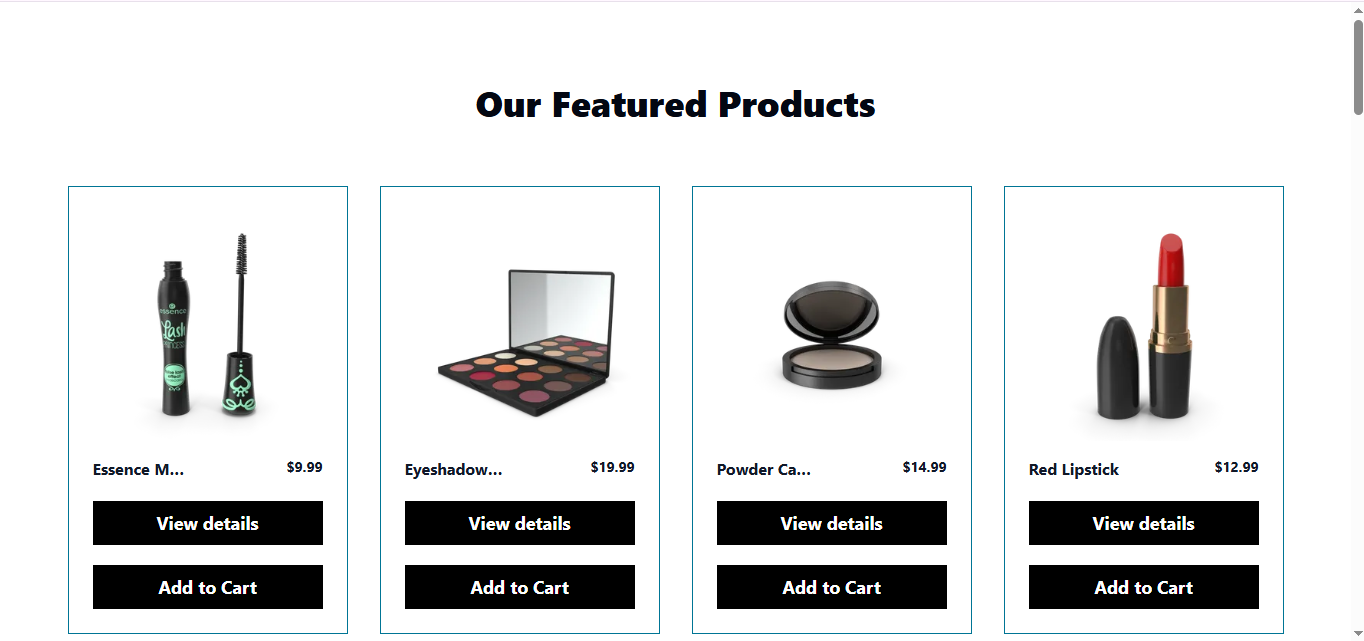 Our Featured Products
essence
Lash
PRINCESS
Essence M...
$9.99
View details
Add to Cart
Eyeshadow...
$19.99
View details
Add to Cart
Powder Ca...
$14.99
View details
Add to Cart
Red Lipstick
$12.99
View details
Add to Cart